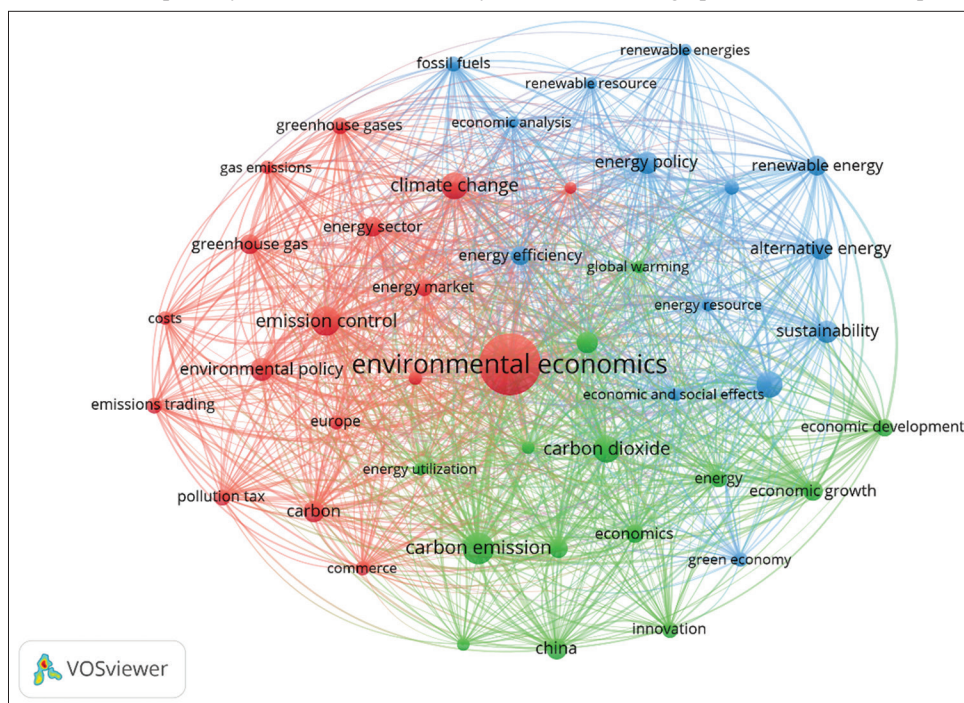 renewable energies
fossil fuels
renewable resource
greenhouse gases
economic analysis
gas emissions
energy policy
renewable energy
climate change
energy sector
greenhouse gas
energy efficiency
alternative energy
global warming
energy market
costs
emission control
energy resource
sustainability
environmental economics
environmental policy
economic and social effects
emissions trading
europe
economic development
carbon dioxide
energy utilization
energy
economic growth
pollution tax
carbon
economics
carbon emission
green economy
commerce
innovation
china
VOSviewer